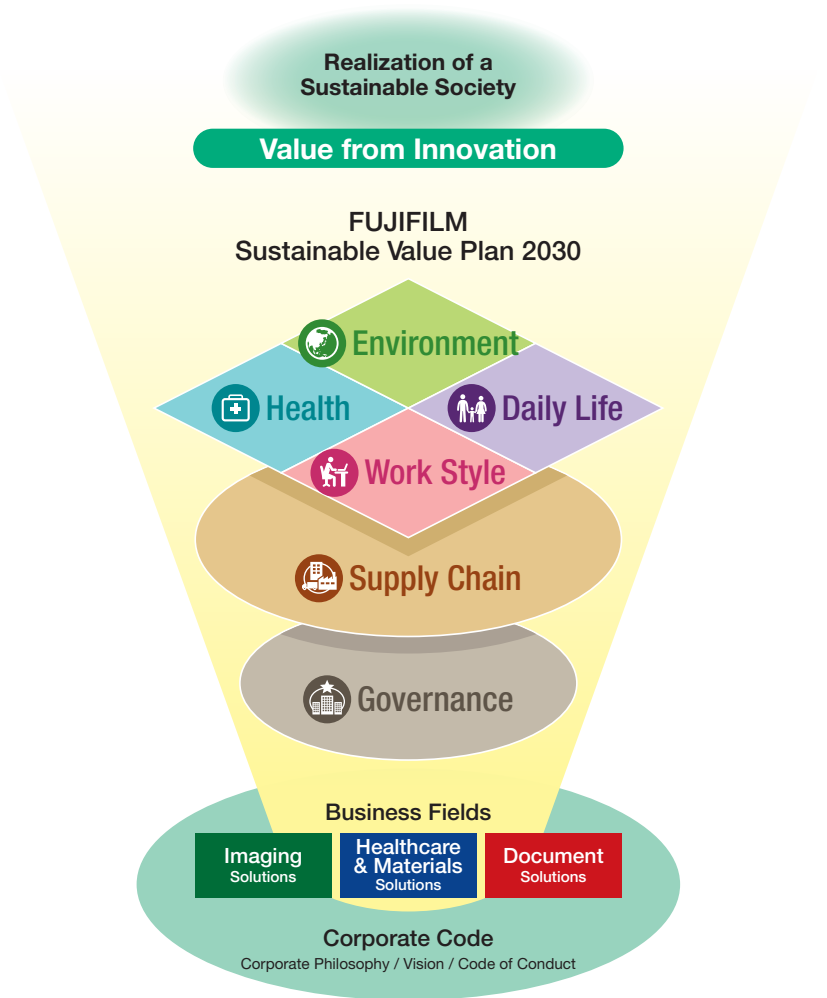 Realization of a
Sustainable Society
Value from Innovation
FUJIFILM
Sustainable Value Plan 2030
Environment
Health
Daily Life
Work Style
Supply Chain
Governance
Business Fields
Imaging
Solutions
Healthcare
& Materials
Solutions
Document
Solutions
Corporate Code
Corporate Philosophy / Vision / Code of Conduct